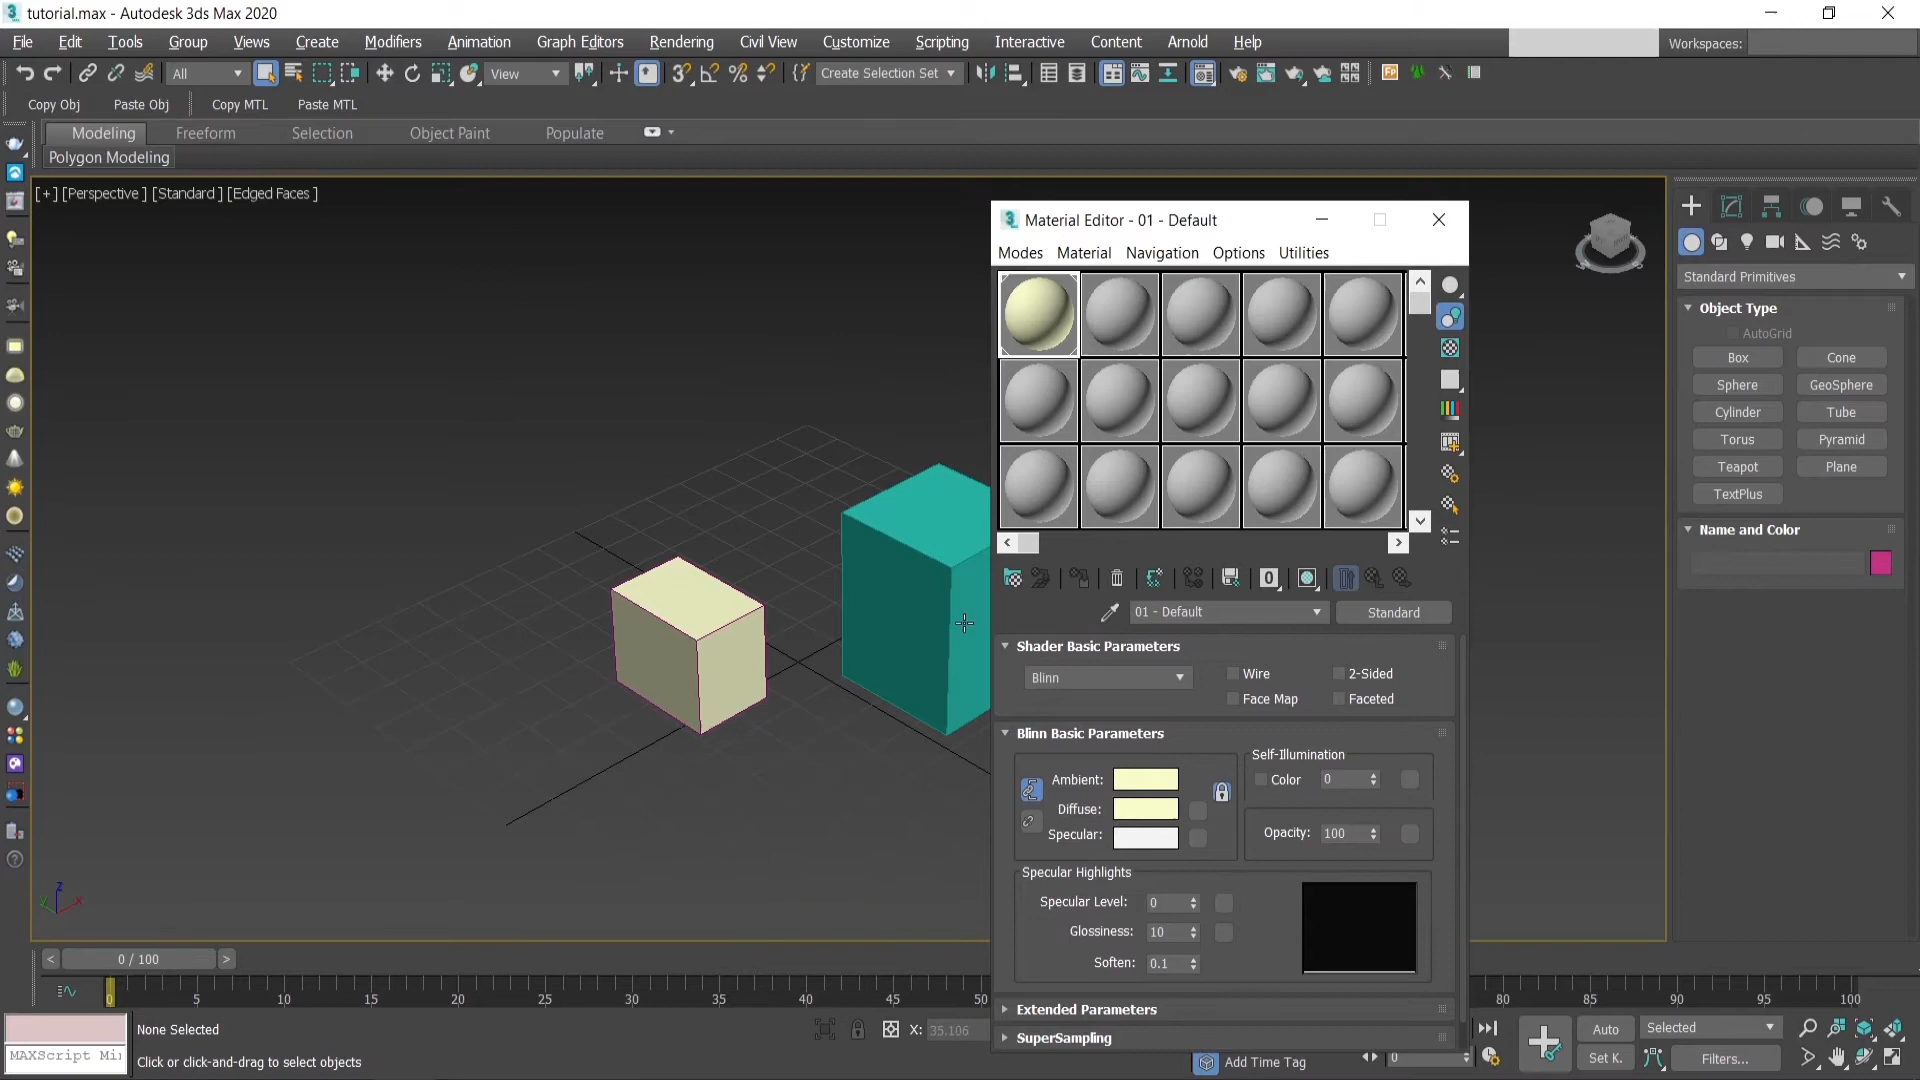 tutorial.max - Autodesk 3ds Max 2020
File Edit Tools Group Views Create Modifiers Animation Graph Editors Rendering Civil View Customize Scripting Interactive Content Arnold Help Workspaces:
All View Create Selection Set
Copy Obj Paste Obj Copy MTL Paste MTL
Modeling Freeform Selection Object Paint Populate
Polygon Modeling
[+] [Perspective ] [Standard ] [Edged Faces ]
Material Editor - 01 - Default
Modes Material Navigation Options Utilities
01 - Default Standard
Shader Basic Parameters
Blinn Wire 2-Sided
Face Map Faceted
Blinn Basic Parameters
Self-Illumination
Ambient: Color 0
Diffuse:
Specular: Opacity: 100
Specular Highlights
Specular Level: 0
Glossiness: 10
Soften: 0.1
Extended Parameters
SuperSampling
Standard Primitives
Object Type
AutoGrid
Box Cone
Sphere GeoSphere
Cylinder Tube
Torus Pyramid
Teapot Plane
TextPlus
Name and Color
z
y x
< 0 / 100 >
0 5 10 15 20 25 30 35 40 45 50 80 85 90 95 100
None Selected X: 35.106 Auto Selected
MAXScript Mi: Click or click-and-drag to select objects Add Time Tag 0 Set K. Filters...